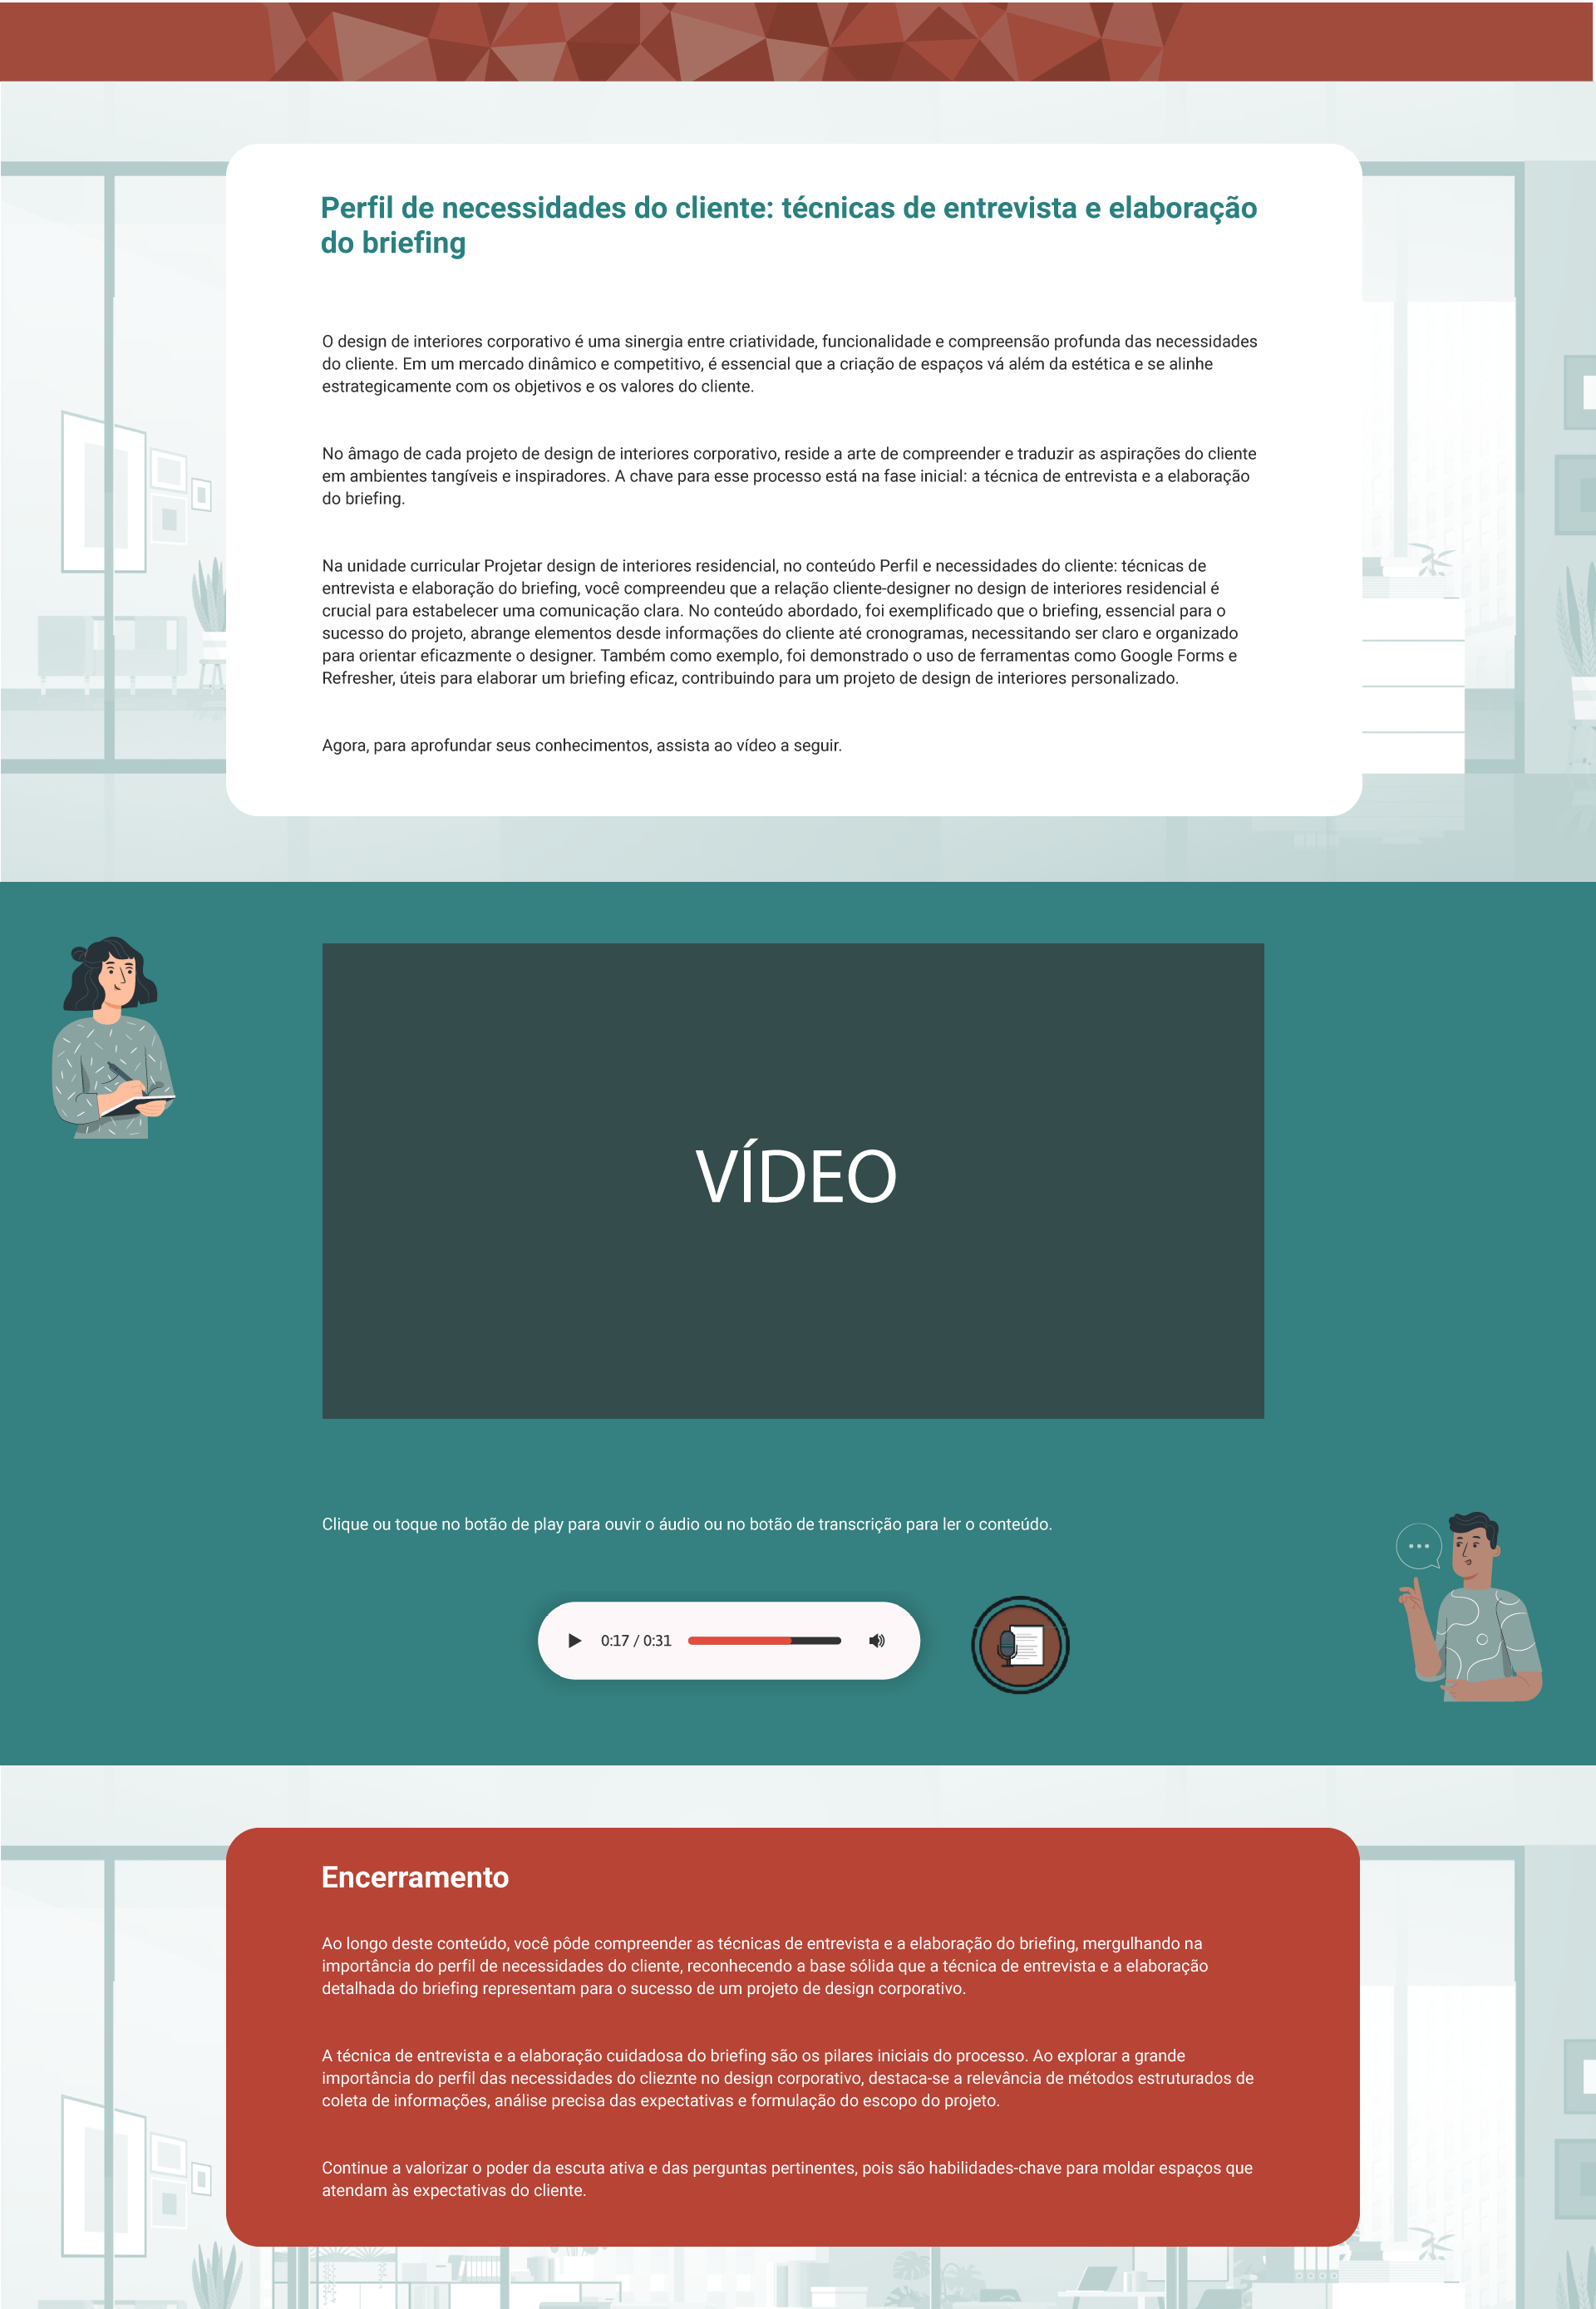 Perfil de necessidades do cliente: técnicas de entrevista e elaboração
do briefing
O design de interiores corporativo é uma sinergia entre criatividade, funcionalidade e compreensão profunda das necessidades
do cliente. Em um mercado dinâmico e competitivo, é essencial que a criação de espaços vá além da estética e se alinhe
estrategicamente com os objetivos e os valores do cliente.
No âmago de cada projeto de design de interiores corporativo, reside a arte de compreender e traduzir as aspirações do cliente
em ambientes tangíveis e inspiradores. A chave para esse processo está na fase inicial: a técnica de entrevista e a elaboração
do briefing.
Na unidade curricular Projetar design de interiores residencial, no conteúdo Perfil e necessidades do cliente: técnicas de
entrevista e elaboração do briefing, você compreendeu que a relação cliente-designer no design de interiores residencial é
crucial para estabelecer uma comunicação clara. No conteúdo abordado, foi exemplificado que o briefing, essencial para o
sucesso do projeto, abrange elementos desde informações do cliente até cronogramas, necessitando ser claro e organizado
para orientar eficazmente o designer. Também como exemplo, foi demonstrado o uso de ferramentas como Google Forms e
Refresher, úteis para elaborar um briefing eficaz, contribuindo para um projeto de design de interiores personalizado.
Agora, para aprofundar seus conhecimentos, assista ao vídeo a seguir.
VÍDEO
Clique ou toque no botão de play para ouvir o áudio ou no botão de transcrição para ler o conteúdo.
0:17 / 0:31
Encerramento
Ao longo deste conteúdo, você pôde compreender as técnicas de entrevista e a elaboração do briefing, mergulhando na
importância do perfil de necessidades do cliente, reconhecendo a base sólida que a técnica de entrevista e a elaboração
detalhada do briefing representam para o sucesso de um projeto de design corporativo.
A técnica de entrevista e a elaboração cuidadosa do briefing são os pilares iniciais do processo. Ao explorar a grande
importância do perfil das necessidades do clieznte no design corporativo, destaca-se a relevância de métodos estruturados de
coleta de informações, análise precisa das expectativas e formulação do escopo do projeto.
Continue a valorizar o poder da escuta ativa e das perguntas pertinentes, pois são habilidades-chave para moldar espaços que
atendam às expectativas do cliente.